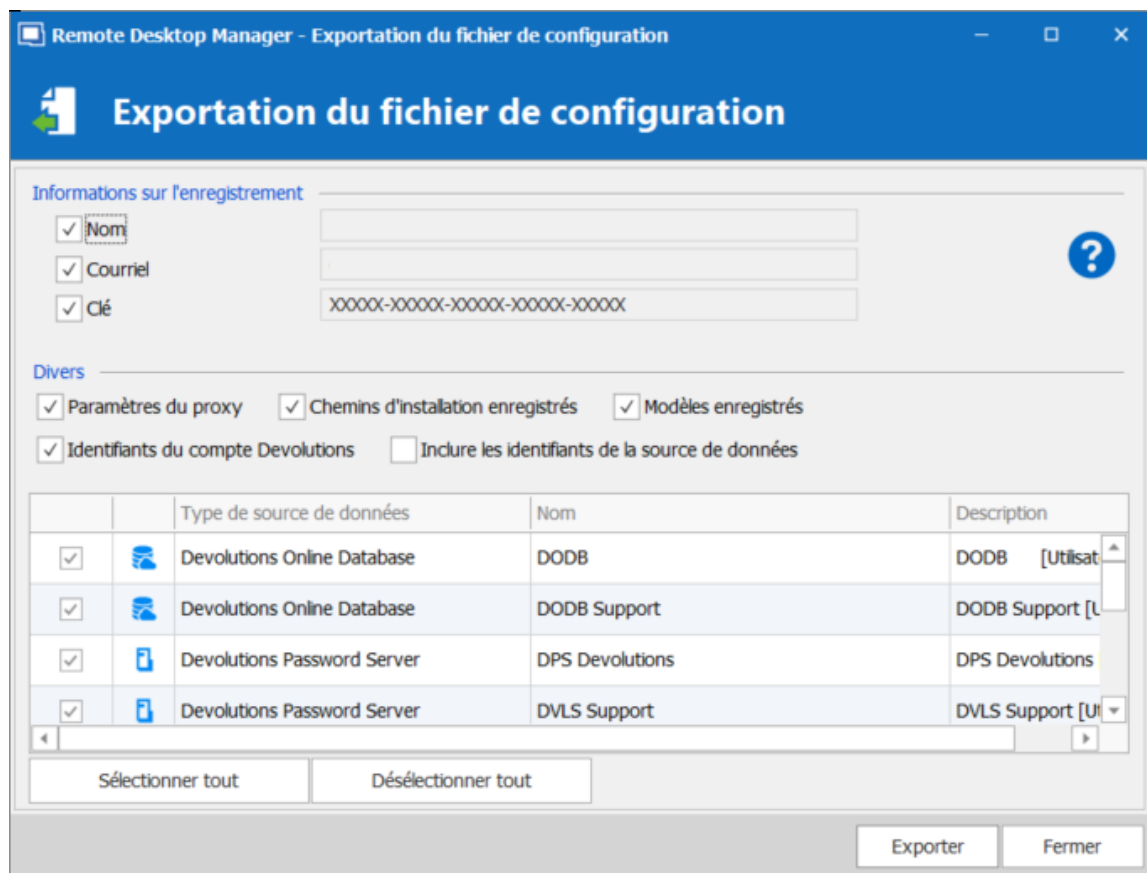 Remote Desktop Manager - Exportation du fichier de configuration
Exportation du fichier de configuration
Informations sur l'enregistrement
Nom
Courriel
Clé XXXXX-XXXXX-XXXXX-XXXXX-XXXXX
?
Divers
Paramètres du proxy Chemins d'installation enregistrés Modèles enregistrés
Identifiants du compte Devolutions Inclure les identifiants de la source de données
Type de source de données Nom Description
Devolutions Online Database DODB DODB [Utilisat
Devolutions Online Database DODB Support DODB Support [U
Devolutions Password Server DPS Devolutions DPS Devolutions
Devolutions Password Server DVLS Support DVLS Support [Ut
Sélectionner tout Désélectionner tout
Exporter Fermer